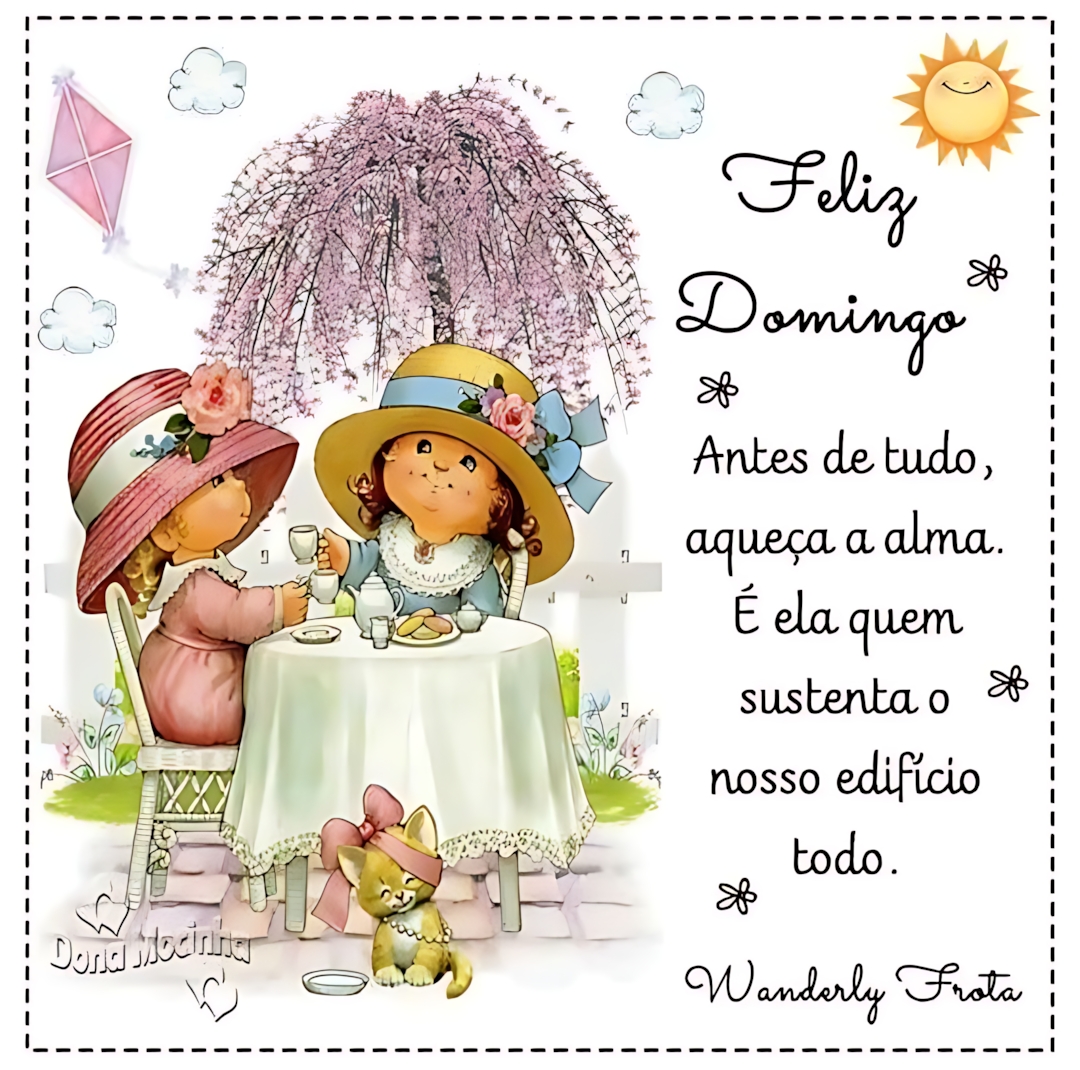 Feliz
Domingo
Antes de tudo,
aqueça a alma.
É ela quem
sustenta o
nosso edifício
todo.
Wanderly Frota
Dona Mocinha